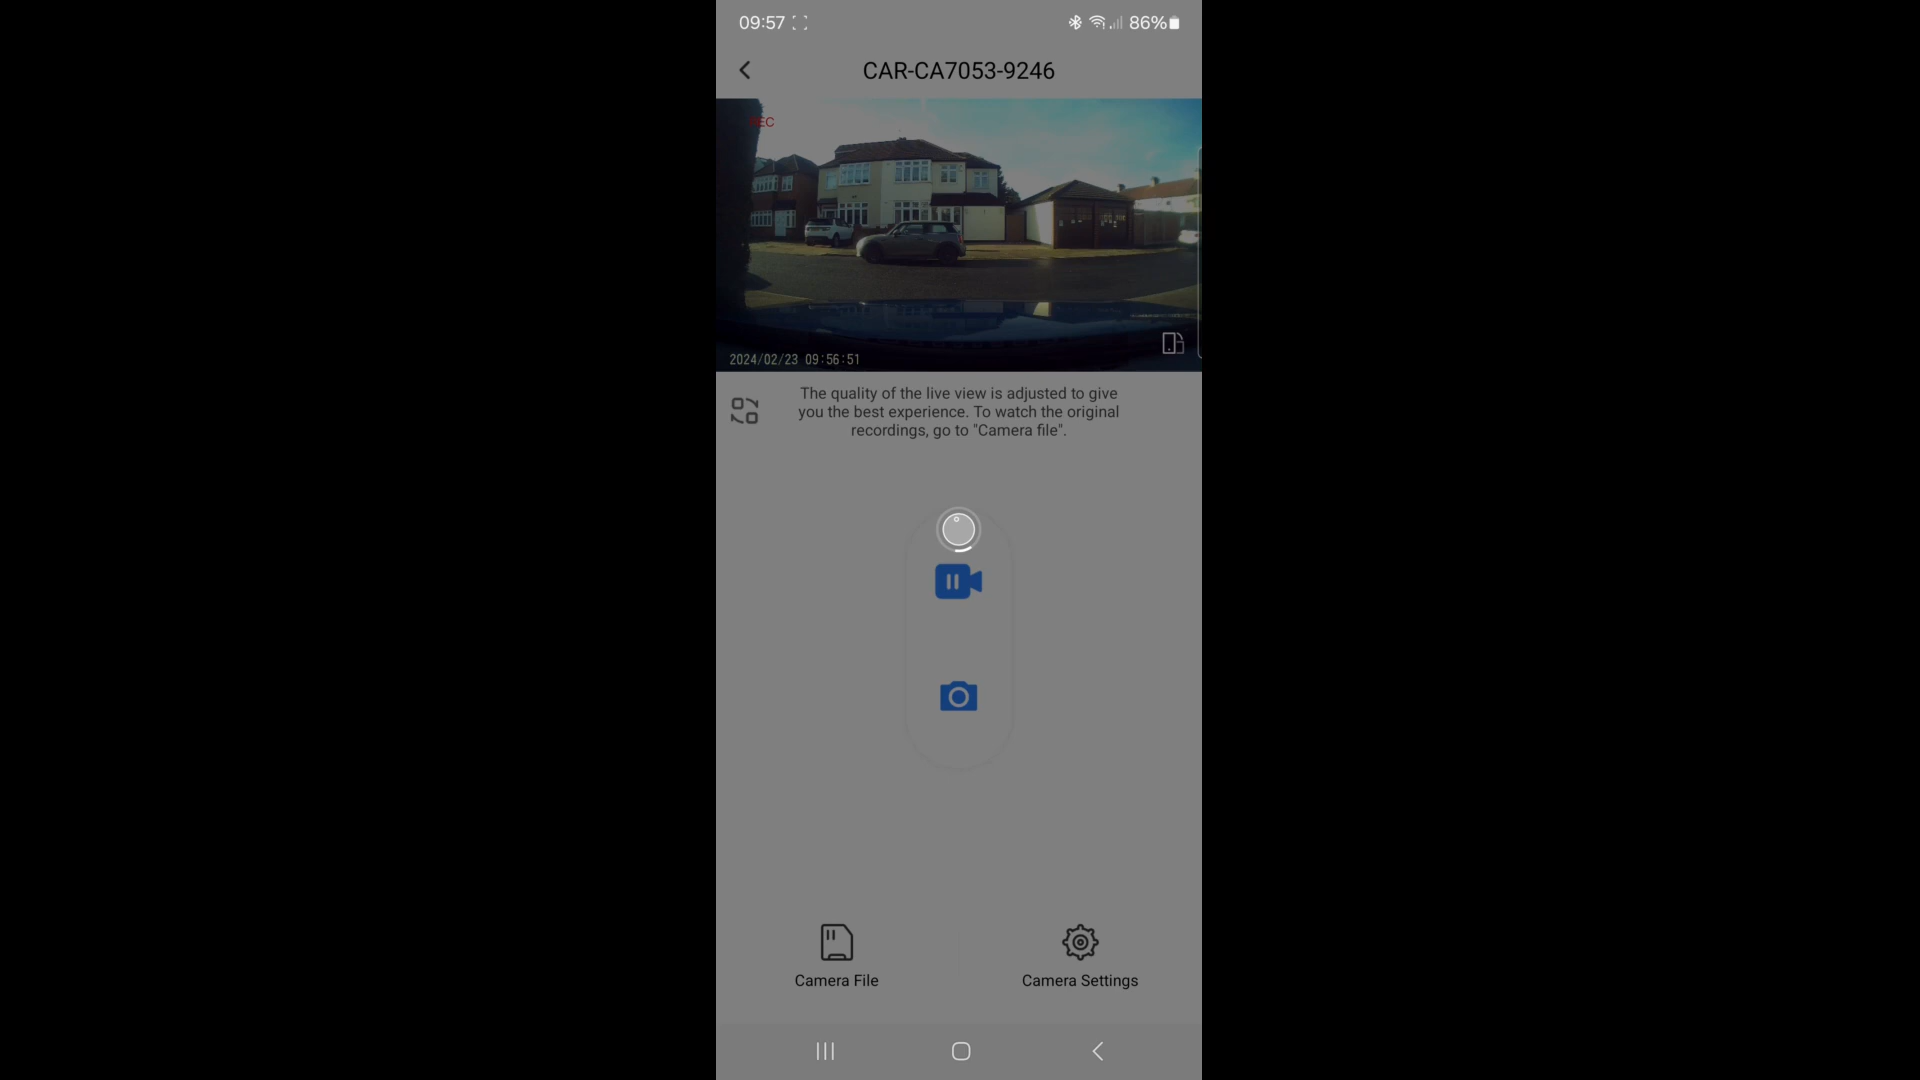 09:57
86%
CAR-CA7053-9246
REC
2024/02/23 09:56:51
The quality of the live view is adjusted to give
you the best experience. To watch the original
recordings, go to "Camera file".
Camera File
Camera Settings